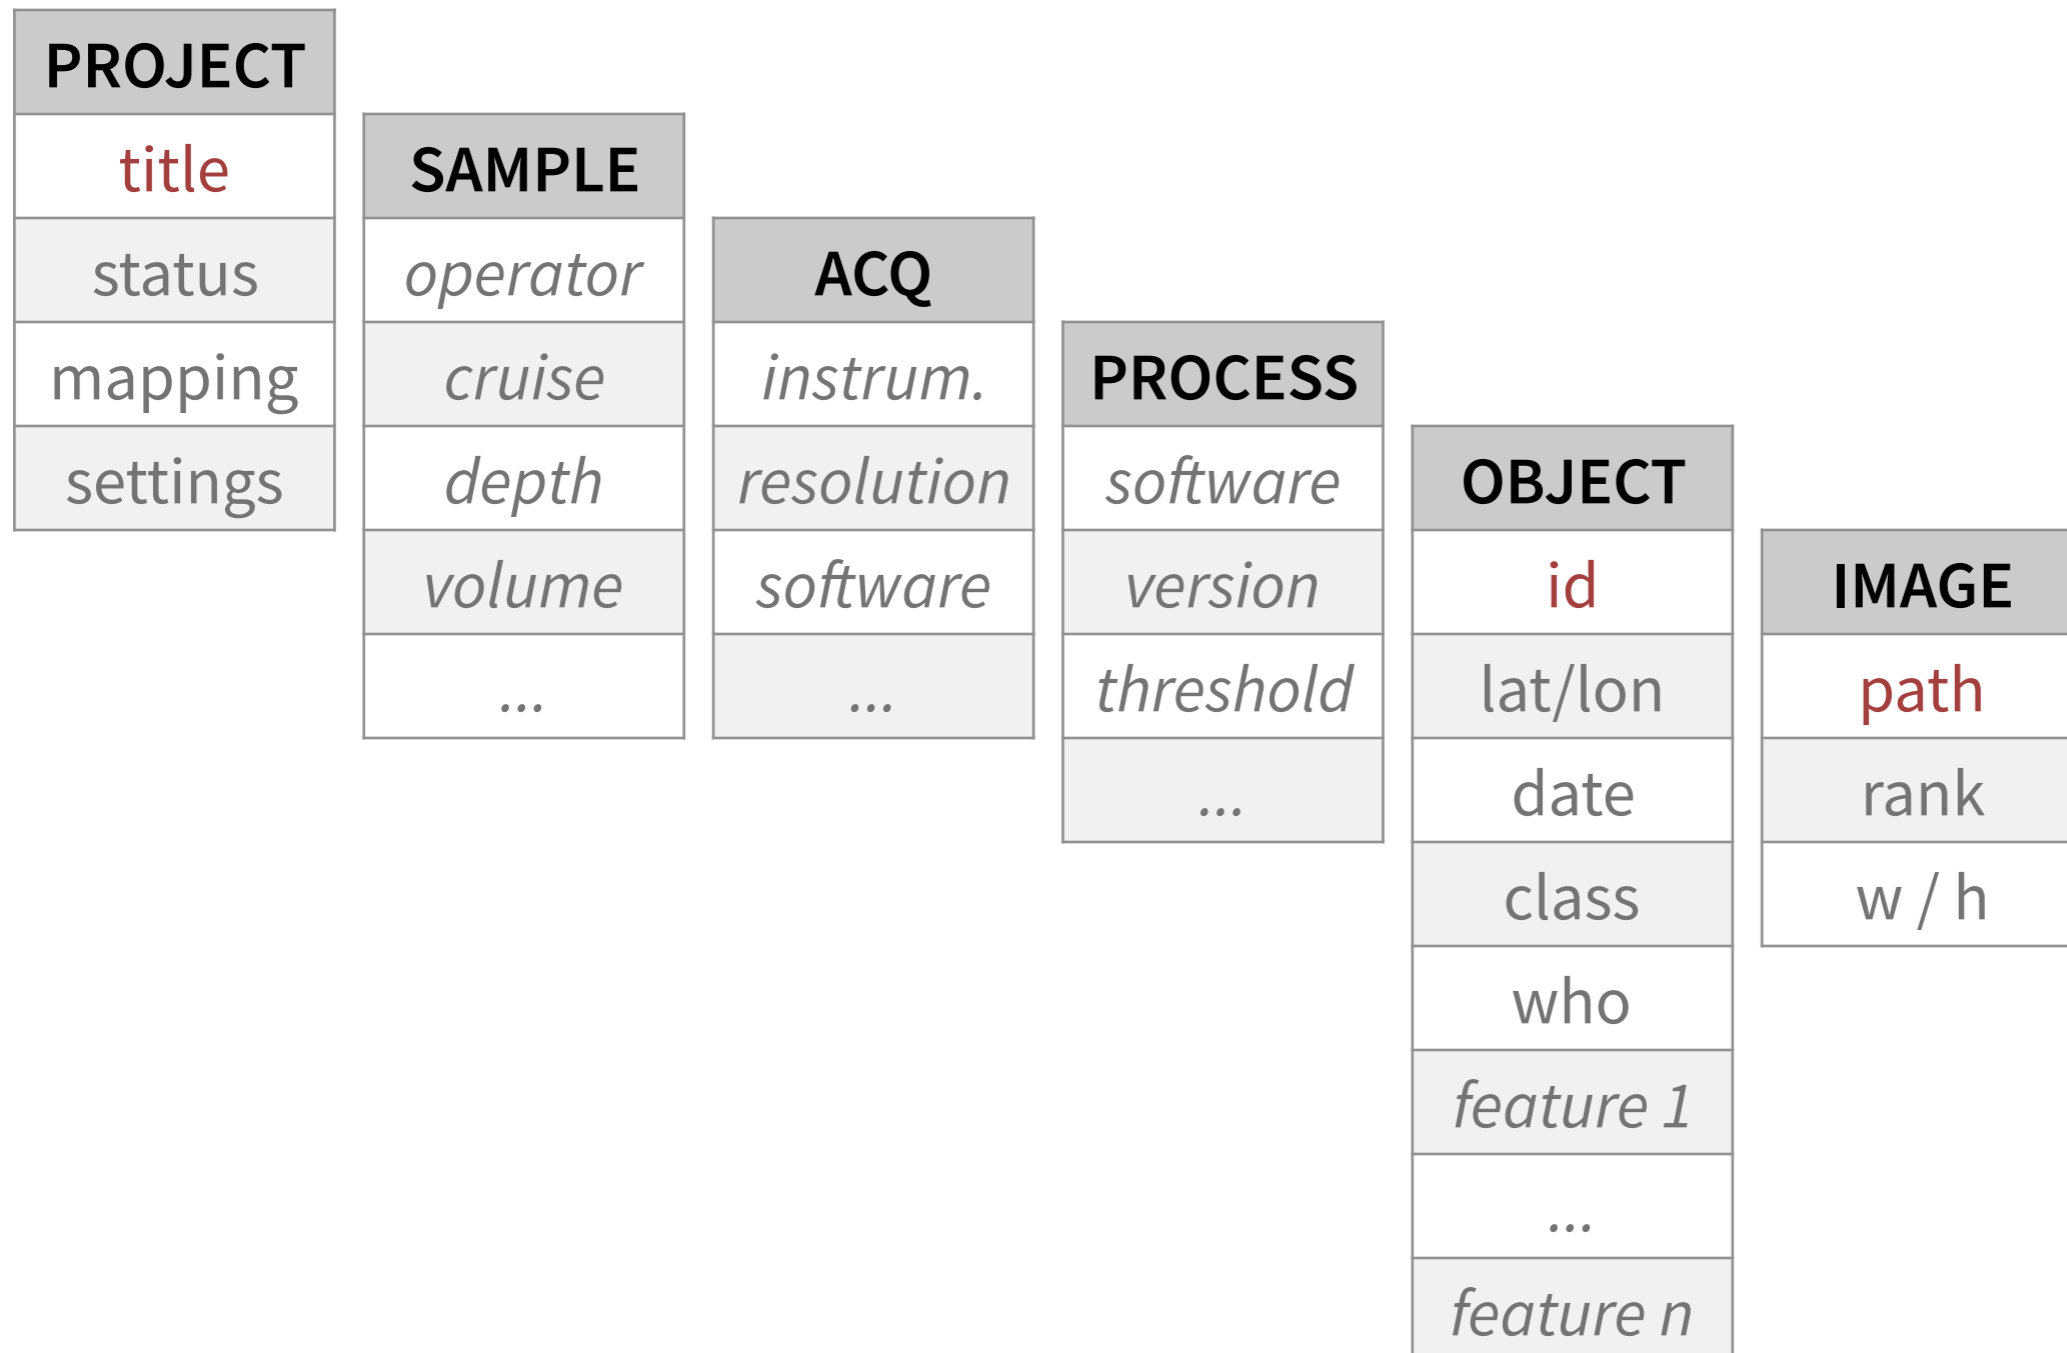 PROJECT
title
status
mapping
settings
SAMPLE
operator
cruise
depth
volume
...
ACQ
instrum.
resolution
software
...
PROCESS
software
version
threshold
...
OBJECT
id
lat/lon
date
class
who
feature 1
...
feature n
IMAGE
path
rank
w / h